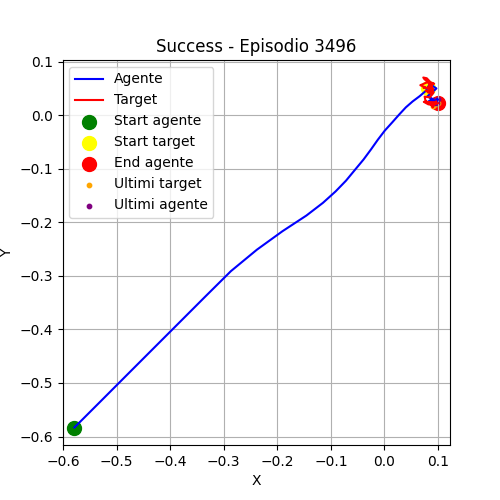 Success - Episodio 3496
Agente
Target
Start agente
Start target
End agente
Ultimi target
Ultimi agente
0.1
0.0
−0.1
−0.2
−0.3
−0.4
−0.5
−0.6
Y
−0.6 −0.5 −0.4 −0.3 −0.2 −0.1 0.0 0.1
X